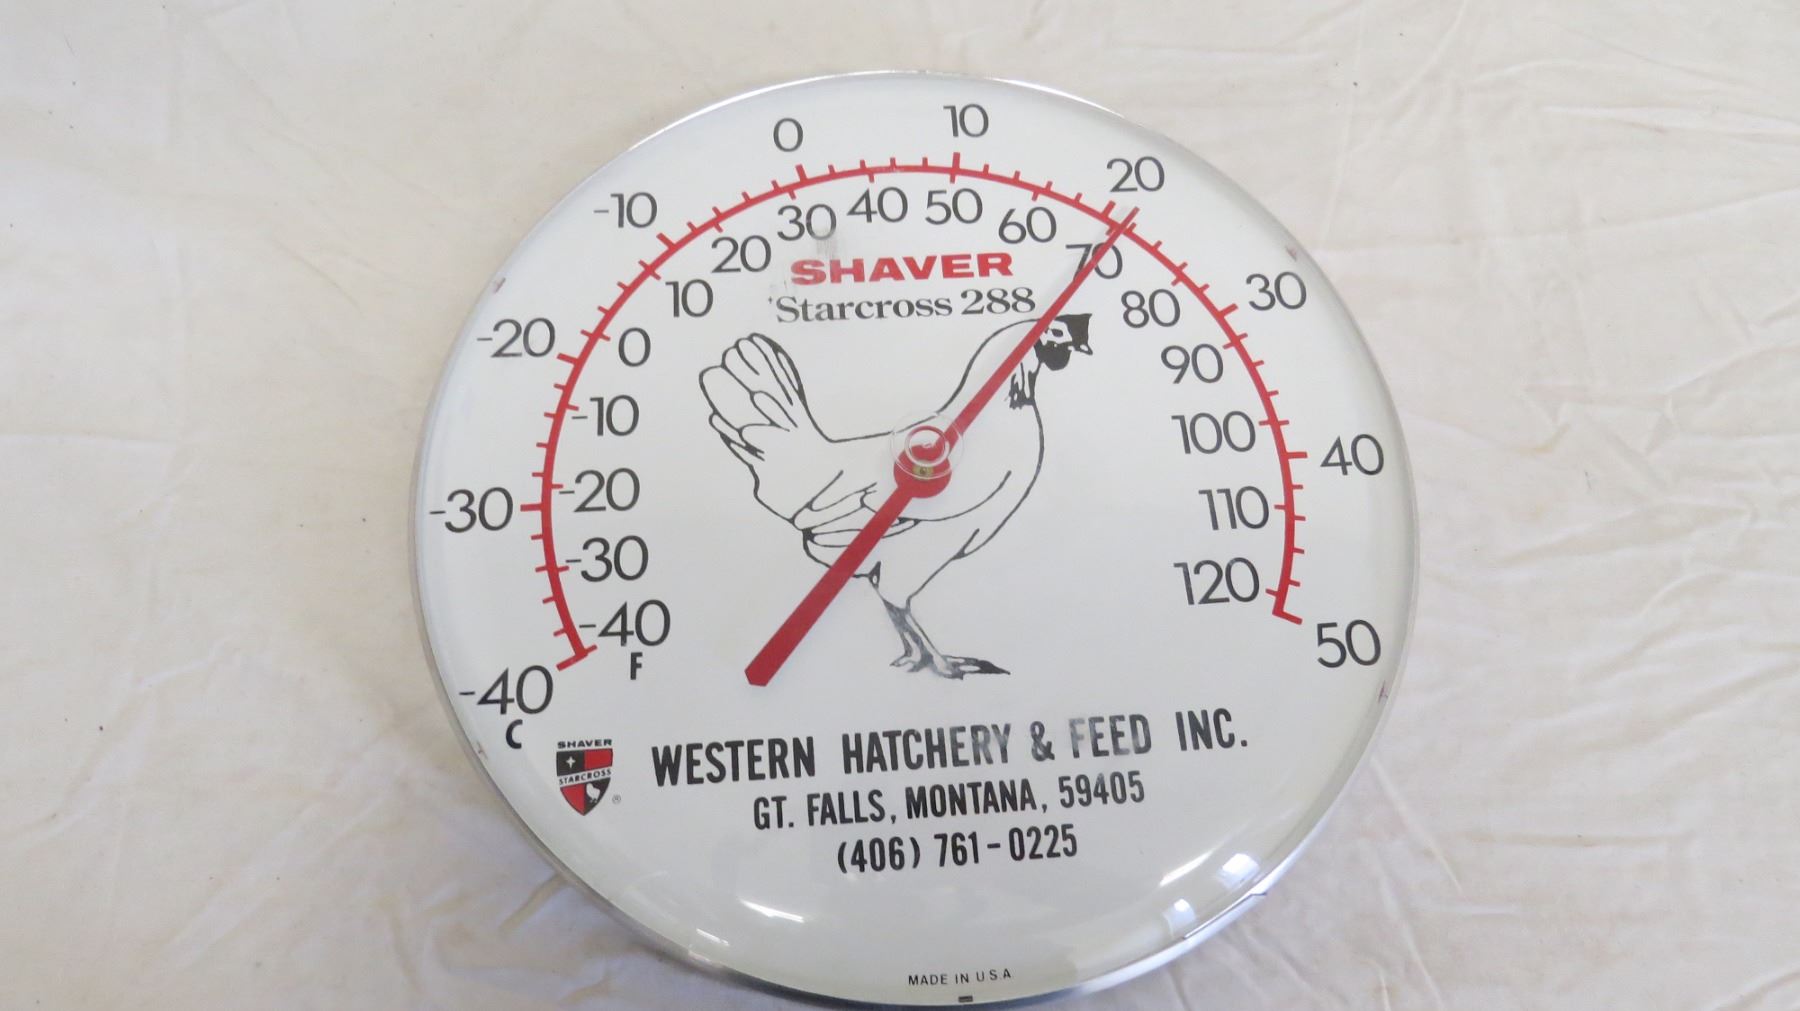 -40 -30 -20 -10 0 10 20 30 40 50
C
-40 -30 -20 -10 0 10 20 30 40 50 60 70 80 90 100 110 120
F
SHAVER
Starcross 288
SHAVER
STARCROSS
®
WESTERN HATCHERY & FEED INC.
GT. FALLS, MONTANA, 59405
(406) 761-0225
MADE IN U.S.A